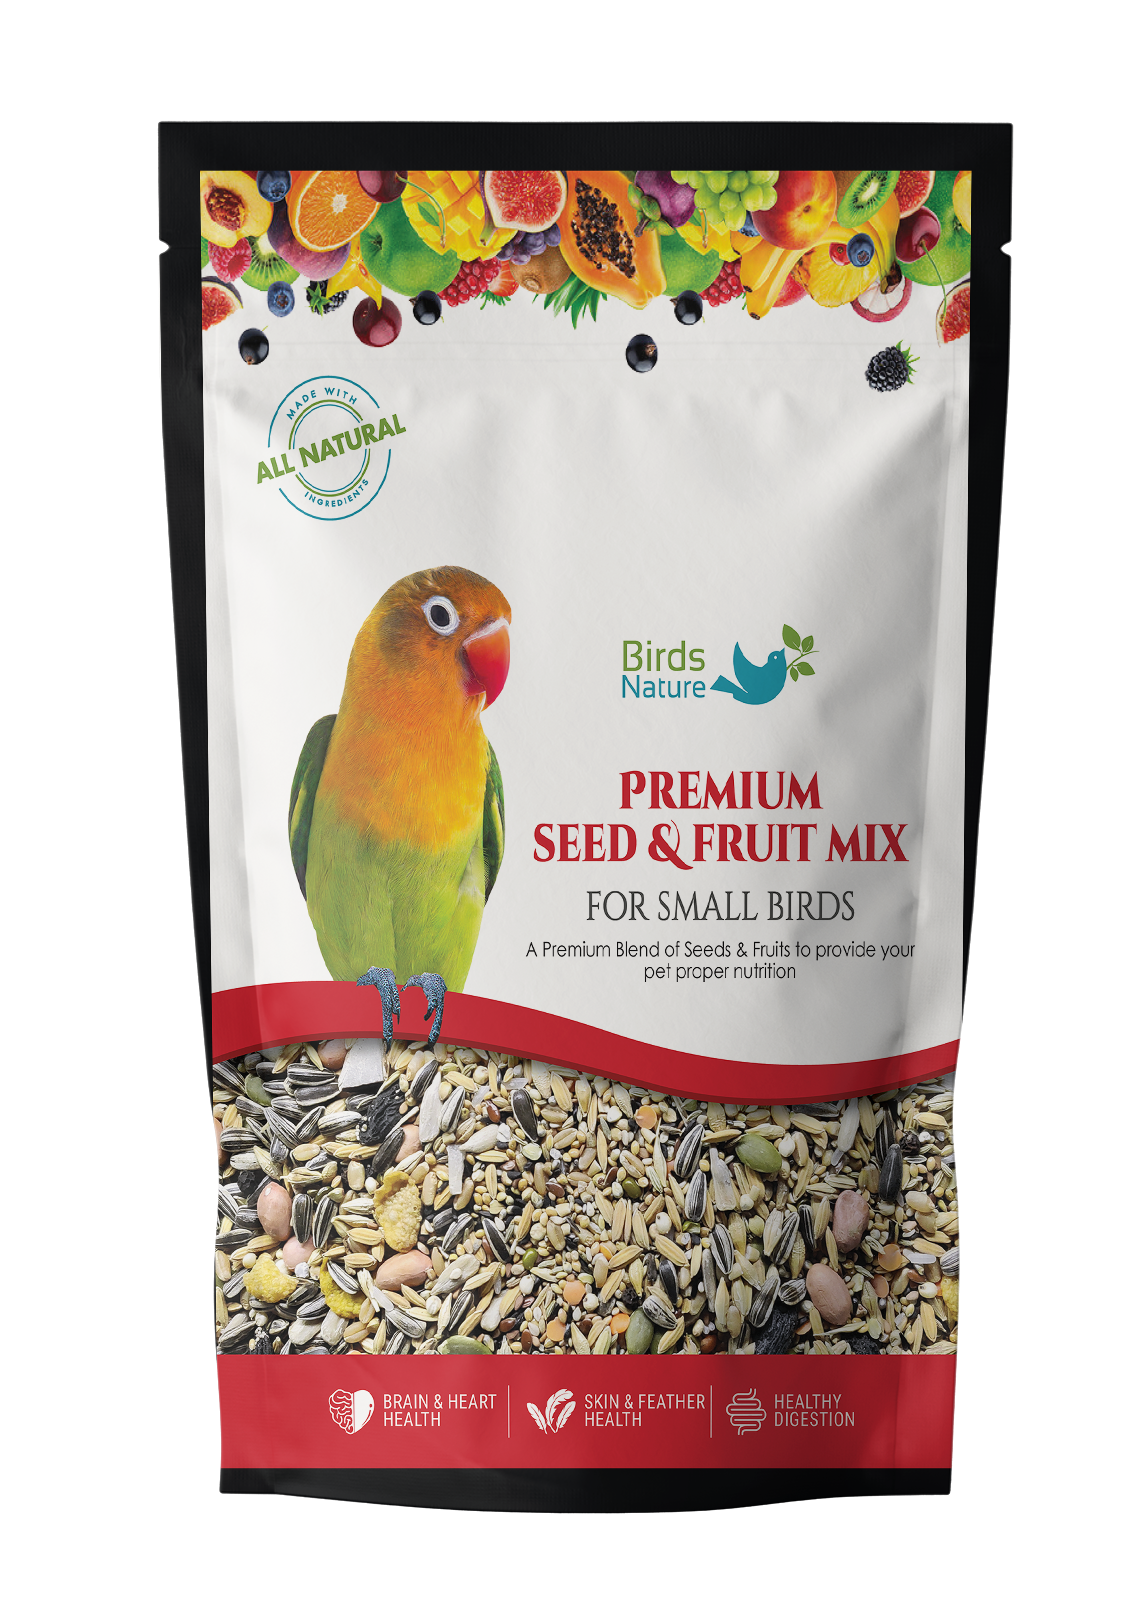 MADE WITH
ALL NATURAL
INGREDIENTS
Birds
Nature
PREMIUM
SEED & FRUIT MIX
FOR SMALL BIRDS
A Premium Blend of Seeds & Fruits to provide your
pet proper nutrition
BRAIN & HEART
HEALTH
SKIN & FEATHER
HEALTH
HEALTHY
DIGESTION